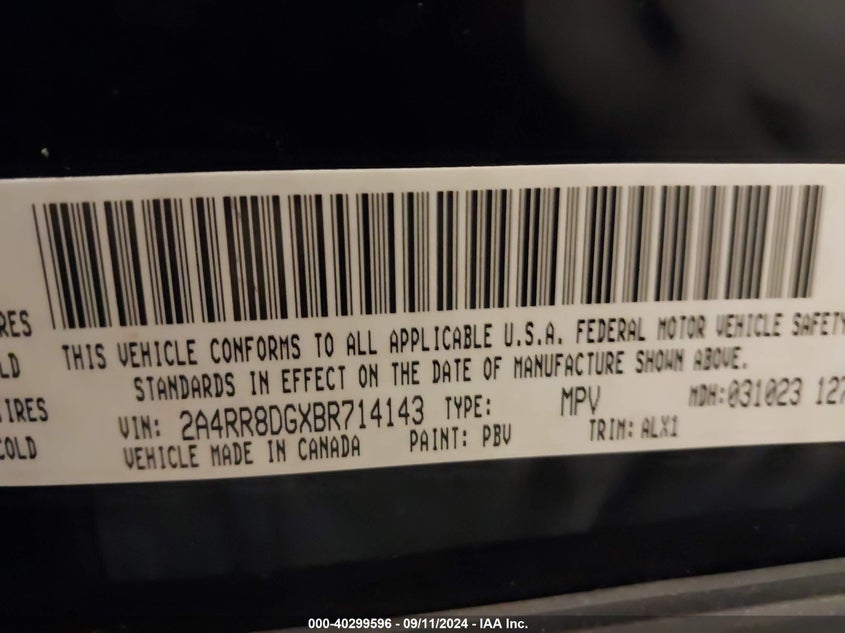 THIS VEHICLE CONFORMS TO ALL APPLICABLE U.S.A. FEDERAL MOTOR VEHICLE SAFETY
STANDARDS IN EFFECT ON THE DATE OF MANUFACTURE SHOWN ABOVE.
VIN: 2A4RR8DGXBR714143 TYPE: MPV MDH: 031023 127
VEHICLE MADE IN CANADA PAINT: PBV TRIM: ALX1
RES
LD
IRES
COLD
000-40299596 - 09/11/2024 - IAA Inc.